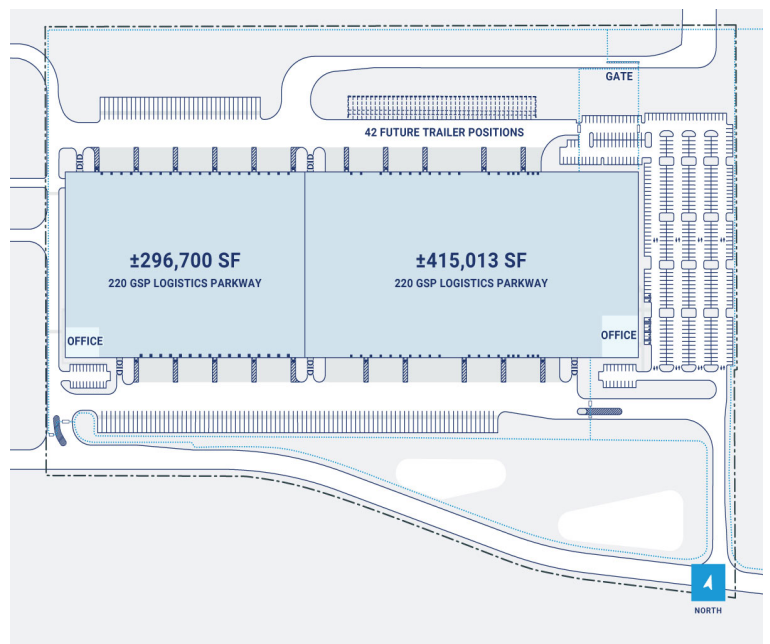 GATE
42 FUTURE TRAILER POSITIONS
±296,700 SF
220 GSP LOGISTICS PARKWAY
±415,013 SF
220 GSP LOGISTICS PARKWAY
OFFICE
OFFICE
NORTH